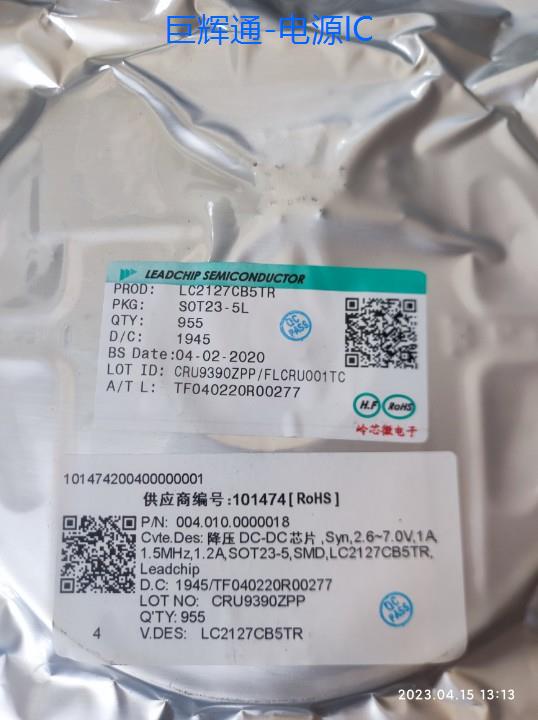 巨辉通-电源IC
LEADCHIP SEMICONDUCTOR
PROD: LC2127CB5TR
PKG: SOT23-5L
QTY: 955
D/C: 1945
BS Date:04-02-2020
LOT ID: CRU9390ZPP/FLCRU001TC
A/T L: TF040220R00277
QC PASS
H.F RoHS
岭芯微电子
101474200400000001
供应商编号:101474[RoHS]
P/N: 004.010.0000018
Cvte.Des: 降压 DC-DC 芯片 ,Syn,2.6~7.0V,1A,
1.5MHz,1.2A,SOT23-5,SMD,LC2127CB5TR,
Leadchip
D.C: 1945/TF040220R00277
LOT NO: CRU9390ZPP
Q'TY: 955
QC PASS
4 V.DES: LC2127CB5TR
2023.04.15 13:13